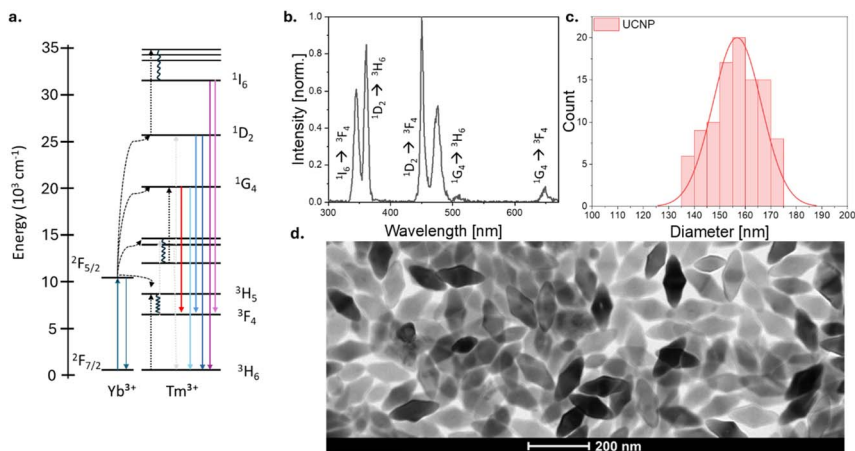 a.
Energy (10³ cm⁻¹)
35
30
25
20
15
10
5
0
²F₅/₂
²F₇/₂
¹I₆
¹D₂
¹G₄
³H₅
³F₄
³H₆
Yb³⁺
Tm³⁺
b.
Intensity [norm.]
1.0
0.8
0.6
0.4
0.2
0.0
¹I₆ → ³F₄
¹D₂ → ³H₆
¹D₂ → ³F₄
¹G₄ → ³H₆
¹G₄ → ³F₄
300 400 500 600
Wavelength [nm]
c.
UCNP
Count
20
15
10
5
0
100 110 120 130 140 150 160 170 180 190 200
Diameter [nm]
d.
200 nm